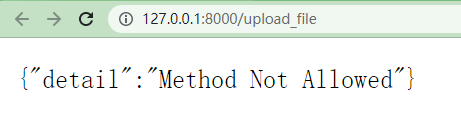 127.0.0.1:8000/upload_file
{"detail":"Method Not Allowed"}